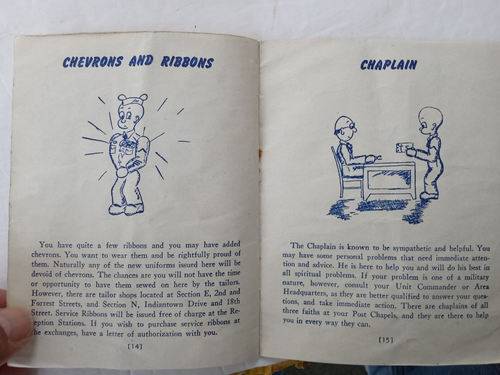 CHEVRONS AND RIBBONS
You have quite a few ribbons and you may have added
chevrons. You want to wear them and be rightfully proud of
them. Naturally any of the new uniforms issued here will be
devoid of chevrons. The chances are you will not have the time
or opportunity to have them sewed on here by the tailors.
However, there are tailor shops located at Section E, 2nd and
Forrest Streets, and Section N, Indiantown Drive and 18th
Street. Service Ribbons will be issued free of charge at the Re-
eption Stations. If you wish to purchase service ribbons at
the exchanges, have a letter of authorization with you.
[14]
CHAPLAIN
The Chaplain is known to be sympathetic and helpful. You
may have some personal problems that need immediate atten-
tion and advice. He is here to help you and will do his best in
all spiritual problems. If your problem is one of a military
nature, however, consult your Unit Commander or Area
Headquarters, as they are better qualified to answer your ques-
tions, and take immediate action. There are chaplains of all
three faiths at your Post Chapels, and they are there to help
you in every way they can.
[15]